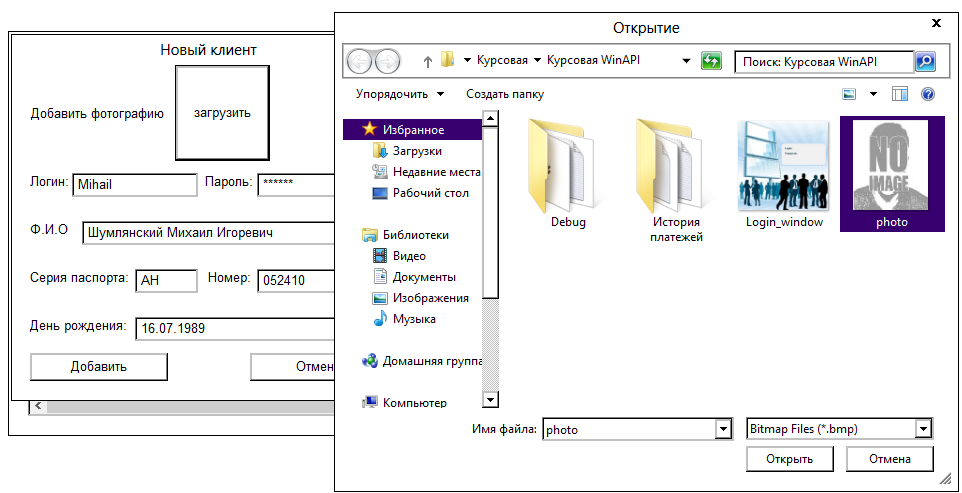 Новый клиент
Добавить фотографию
загрузить
Логин:
Mihail
Пароль:
******
Ф.И.О
Шумлянский Михаил Игоревич
Серия паспорта:
АН
Номер:
052410
День рождения:
16.07.1989
Добавить
Отмен
Открытие
x
Курсовая
Курсовая WinAPI
Поиск: Курсовая WinAPI
Упорядочить
Создать папку
Избранное
Загрузки
Недавние места
Рабочий стол
Библиотеки
Видео
Документы
Изображения
Музыка
Домашняя группа
Компьютер
Debug
История
платежей
Login_window
NO
IMAGE
photo
Имя файла:
photo
Bitmap Files (*.bmp)
Открыть
Отмена